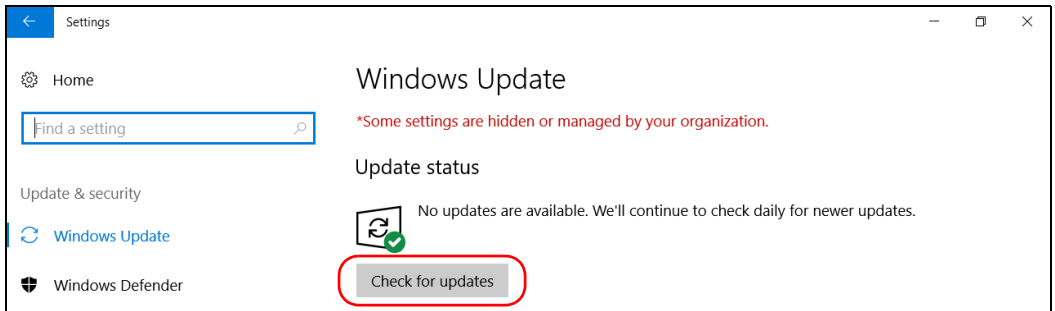 Settings
Home
Find a setting
Update & security
Windows Update
Windows Defender
Windows Update
*Some settings are hidden or managed by your organization.
Update status
No updates are available. We'll continue to check daily for newer updates.
Check for updates